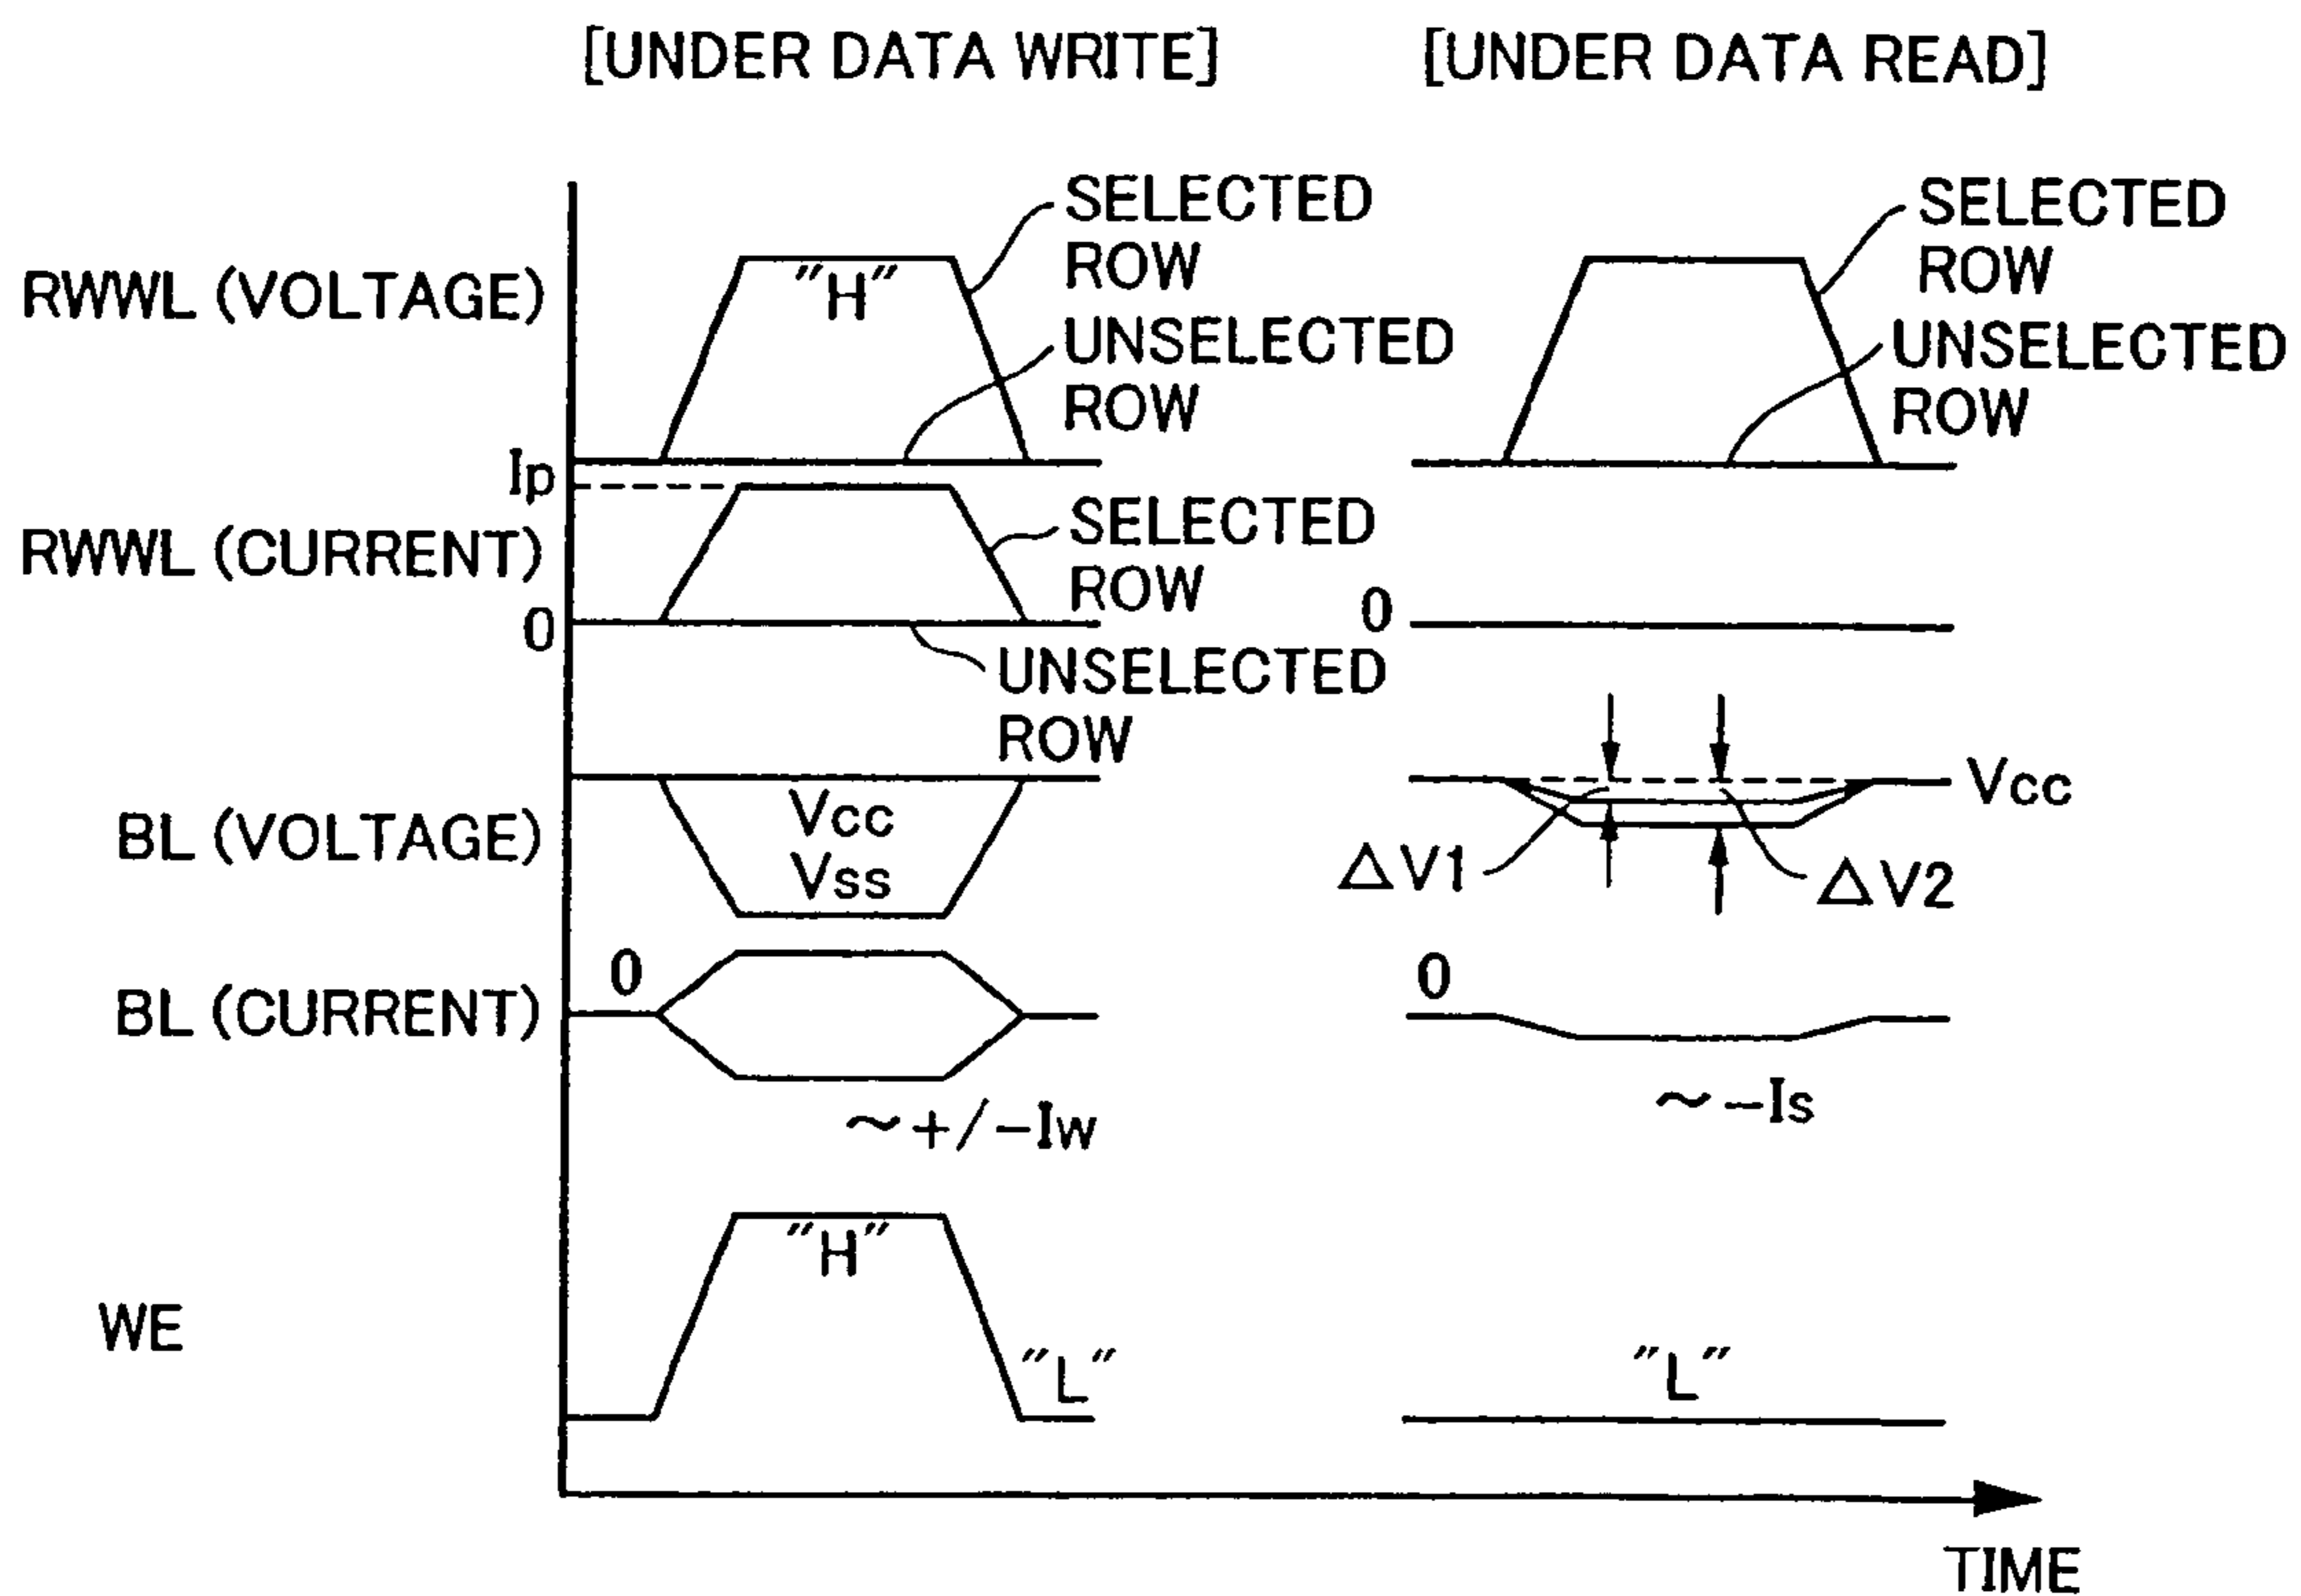 [UNDER DATA WRITE]
[UNDER DATA READ]
RWWL (VOLTAGE)
"H"
SELECTED
ROW
UNSELECTED
ROW
SELECTED
ROW
UNSELECTED
ROW
Ip
RWWL (CURRENT)
0
SELECTED
ROW
UNSELECTED
ROW
0
BL (VOLTAGE)
Vcc
Vss
Vcc
△V1
△V2
BL (CURRENT)
0
~+/-Iw
0
~-Is
WE
"H"
"L"
"L"
TIME